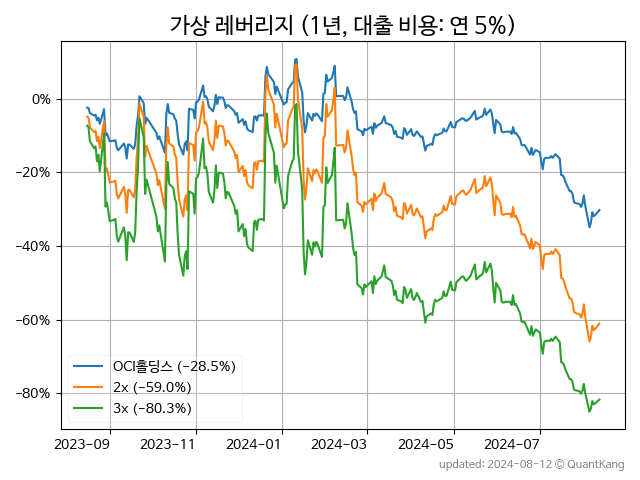 가상 레버리지 (1년, 대출 비용: 연 5%)
0%
−20%
−40%
−60%
−80%
OCI홀딩스 (−28.5%)
2x (−59.0%)
3x (−80.3%)
2023-09 2023-11 2024-01 2024-03 2024-05 2024-07
updated: 2024-08-12 © QuantKang